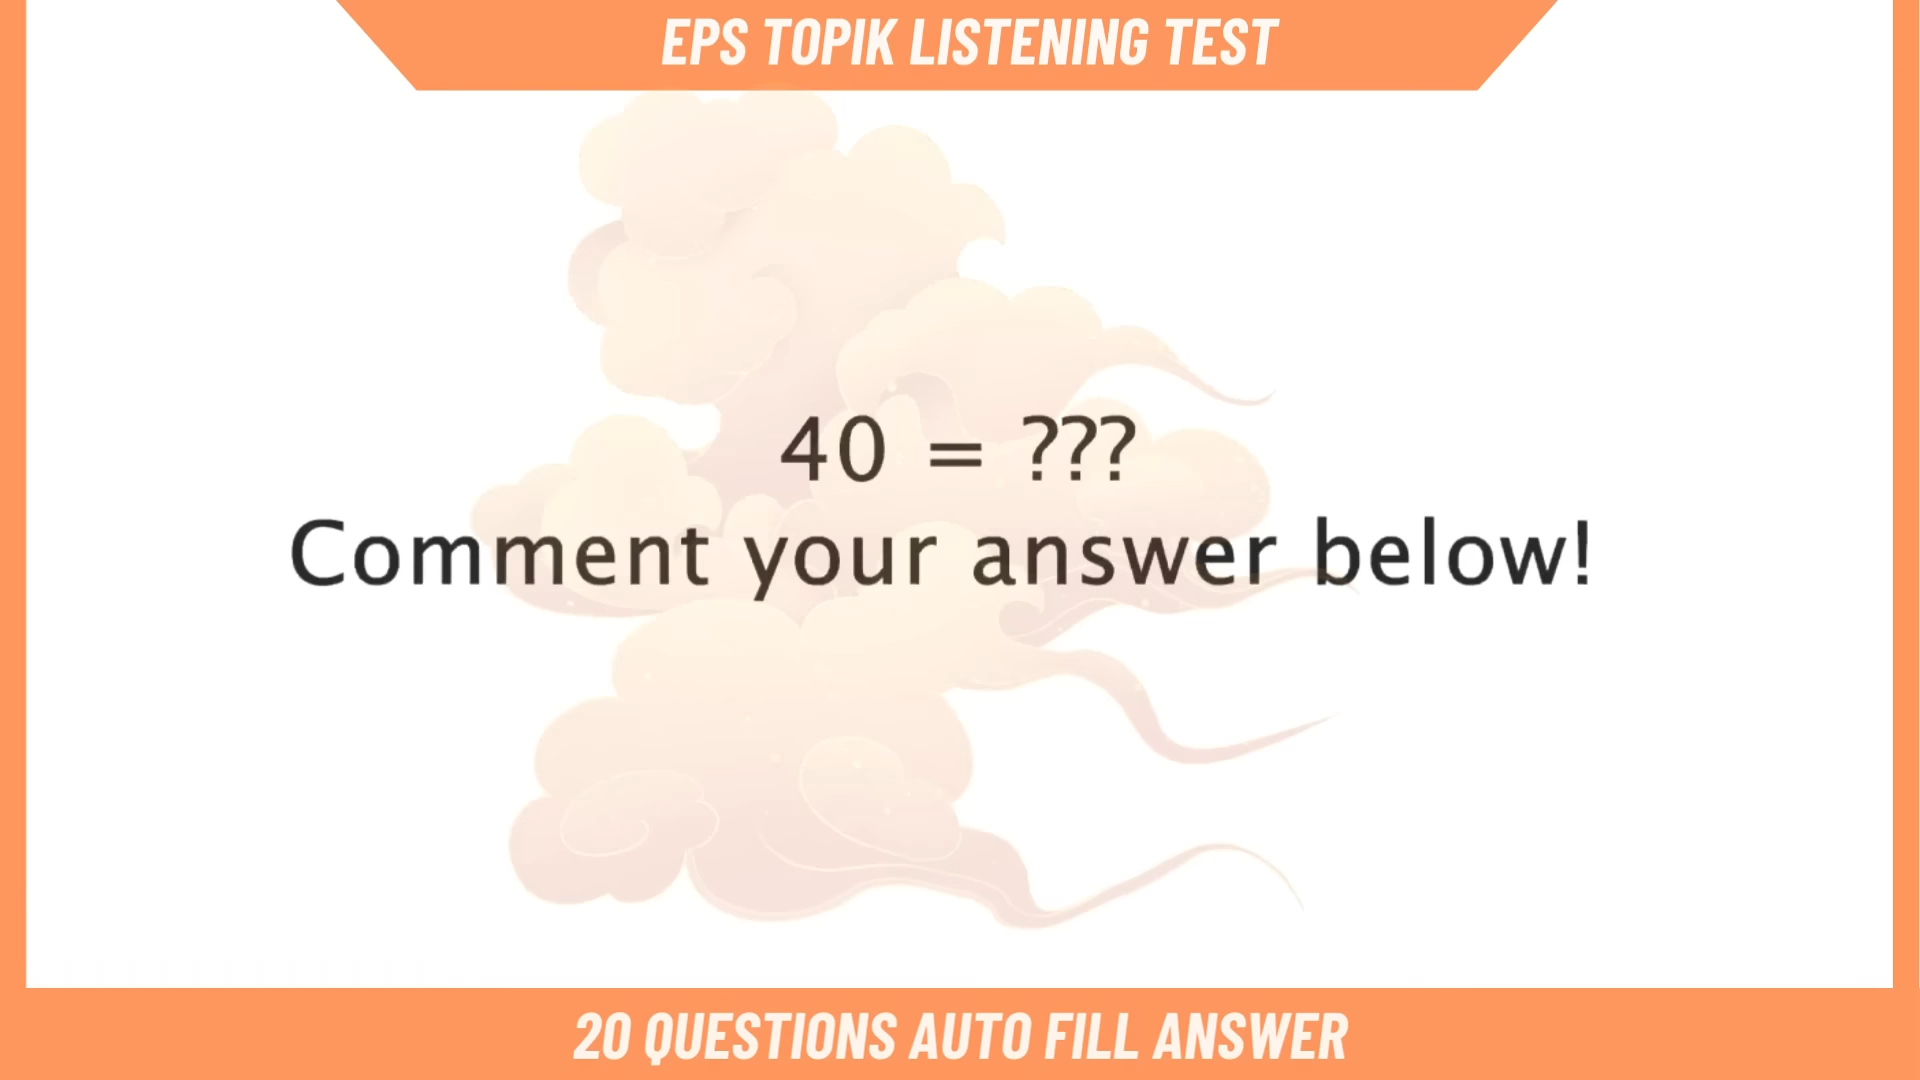 EPS TOPIK LISTENING TEST
40 = ???
Comment your answer below!
20 QUESTIONS AUTO FILL ANSWER